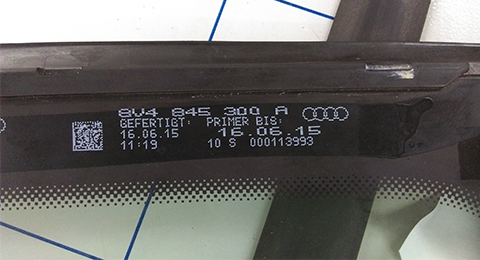 8V4 845 300 A
GEFERTIGT: PRIMER BIS:
16.06.15 16.06.15
11:19 10 S 000113993